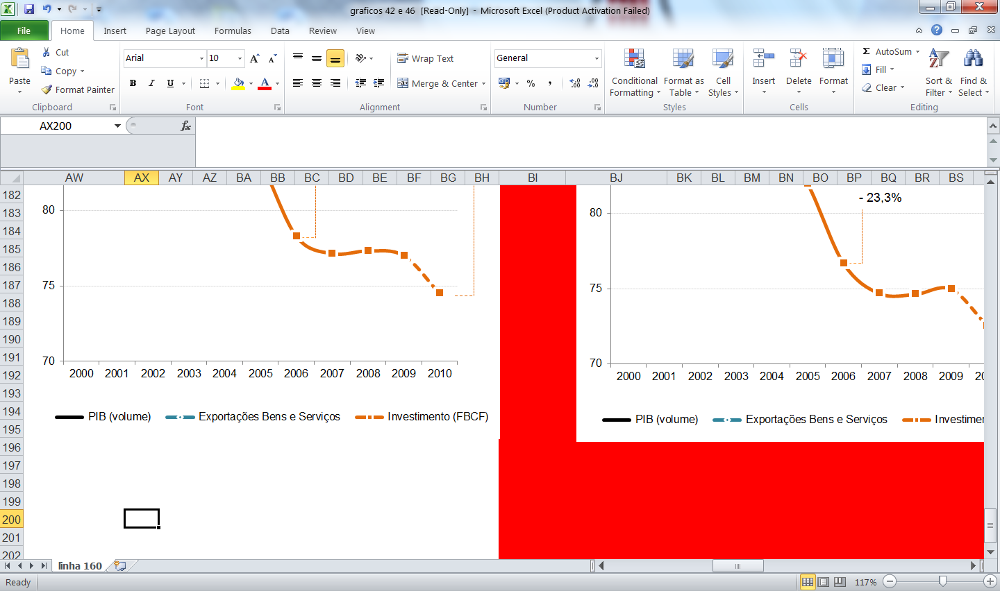 graficos 42 e 46 [Read-Only] - Microsoft Excel (Product Activation Failed)
File Home Insert Page Layout Formulas Data Review View
Paste
Cut
Copy
Format Painter
Clipboard
Arial 10
B I U A
Font
Wrap Text
Merge & Center
Alignment
General
% ,
Number
Conditional Formatting
Format as Table
Cell Styles
Styles
Insert
Delete
Format
Cells
Σ AutoSum
Fill
Clear
Sort & Filter
Find & Select
Editing
AX200 fx
AW AX AY AZ BA BB BC BD BE BF BG BH BI BJ BK BL BM BN BO BP BQ BR BS
182
183
184
185
186
187
188
189
190
191
192
193
194
195
196
197
198
199
200
201
202
80
75
70
2000 2001 2002 2003 2004 2005 2006 2007 2008 2009 2010
PIB (volume) Exportações Bens e Serviços Investimento (FBCF)
- 23,3%
80
75
70
2000 2001 2002 2003 2004 2005 2006 2007 2008 2009
PIB (volume) Exportações Bens e Serviços
linha 160
Ready
117%